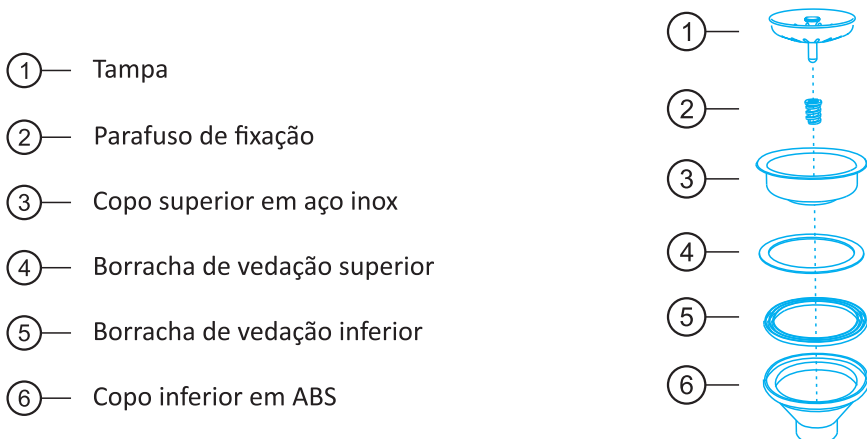 1 Tampa
2 Parafuso de fixação
3 Copo superior em aço inox
4 Borracha de vedação superior
5 Borracha de vedação inferior
6 Copo inferior em ABS
1
2
3
4
5
6